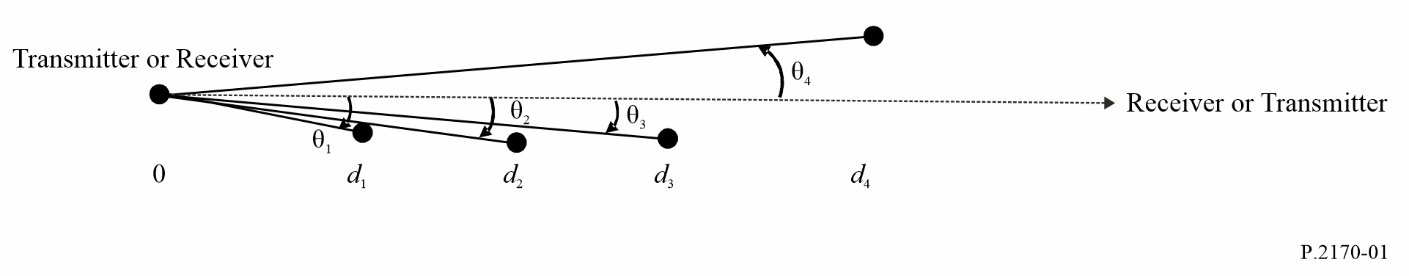 Transmitter or Receiver
θ4
θ2
θ3
Receiver or Transmitter
θ1
0 d1 d2 d3 d4
P.2170-01